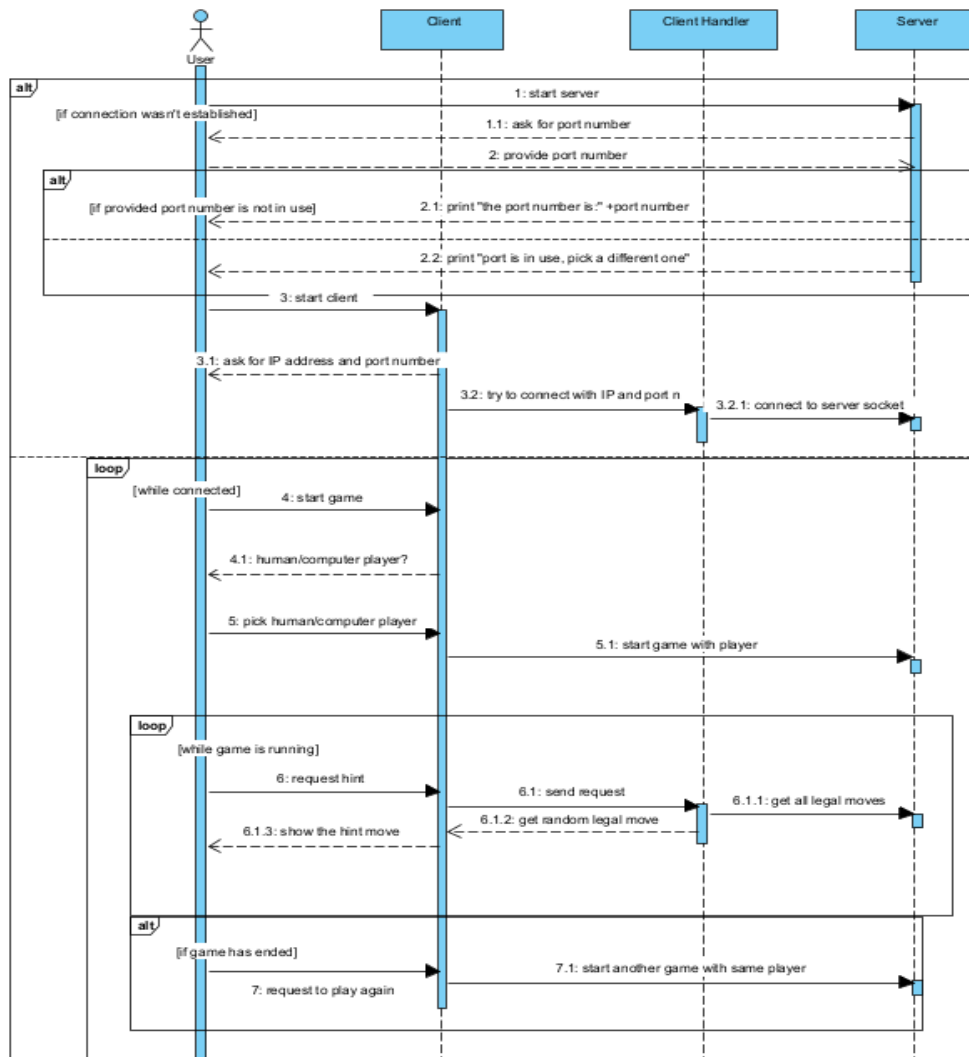 Client
Client Handler
Server
User
alt
1: start server
[if connection wasn't established]
1.1: ask for port number
2: provide port number
alt
[if provided port number is not in use]
2.1: print "the port number is:" +port number
2.2: print "port is in use, pick a different one"
3: start client
3.1: ask for IP address and port number
3.2: try to connect with IP and port n
3.2.1: connect to server socket
loop
[while connected]
4: start game
4.1: human/computer player?
5: pick human/computer player
5.1: start game with player
loop
[while game is running]
6: request hint
6.1: send request
6.1.1: get all legal moves
6.1.2: get random legal move
6.1.3: show the hint move
alt
[if game has ended]
7.1: start another game with same player
7: request to play again